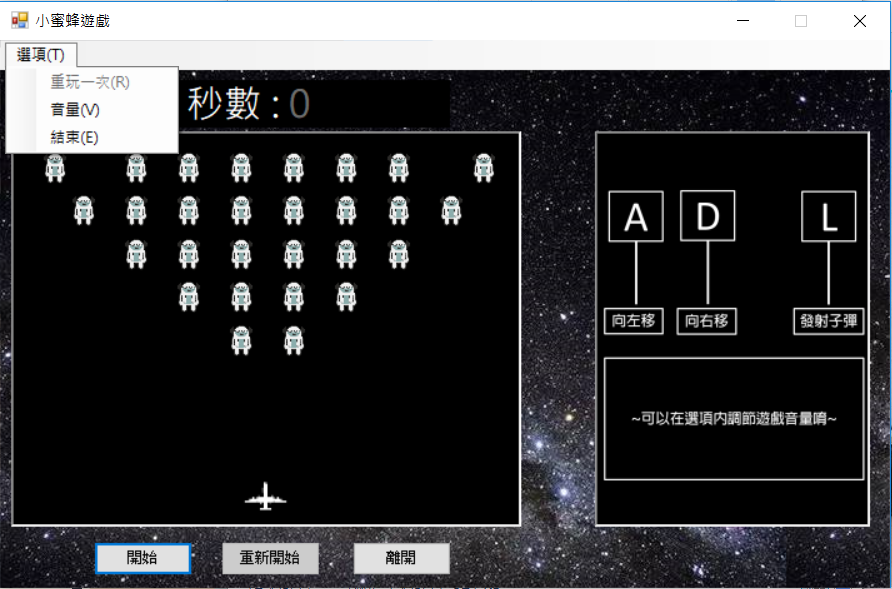 小蜜蜂遊戲
選項(T)
重玩一次(R)
音量(V)
結束(E)
秒數 : 0
A D L
向左移 向右移 發射子彈
~可以在選項內調節遊戲音量唷~
開始 重新開始 離開